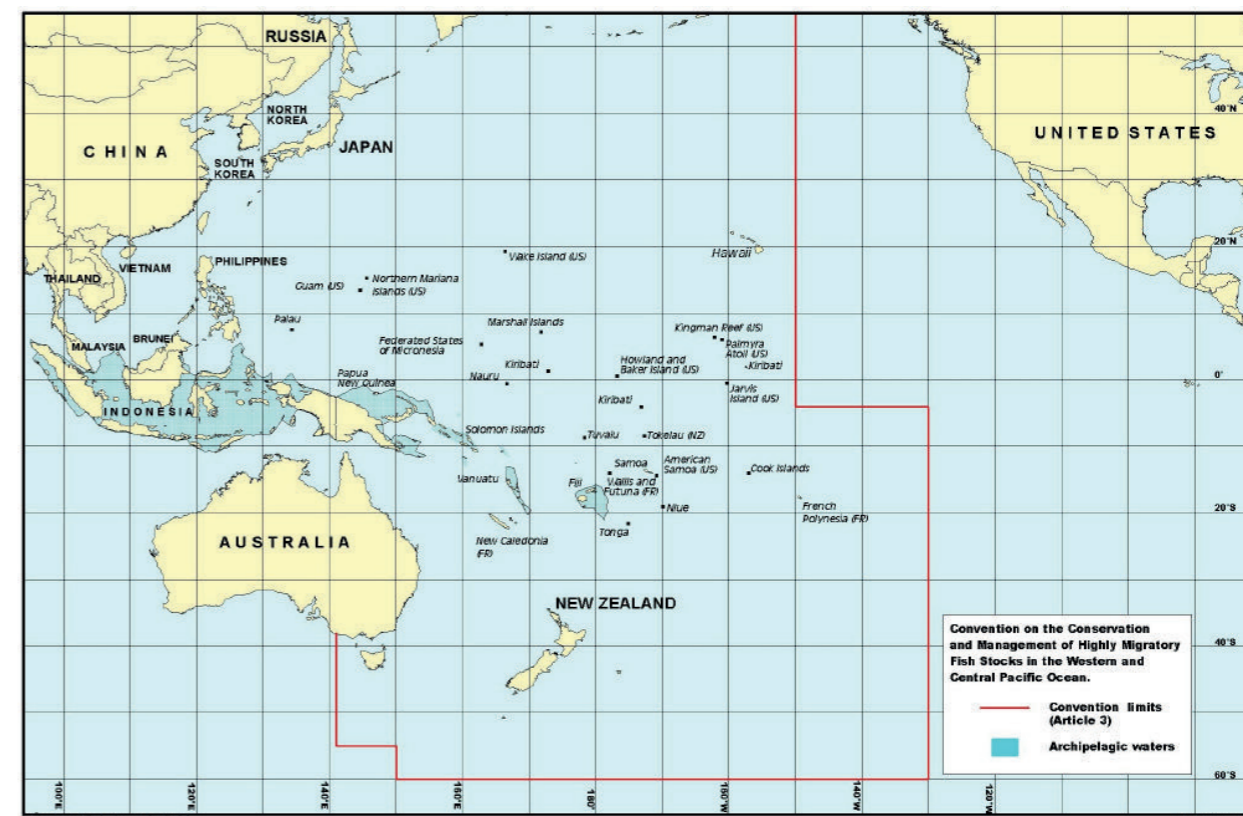 RUSSIA
NORTH
KOREA
JAPAN
CHINA
SOUTH
KOREA
UNITED STATES
40°N
20°N
THAILAND
VIETNAM
PHILIPPINES
Wake Island (US)
Hawaii
Guam (US)
Northern Mariana
Islands (US)
Palau
Marshall Islands
Kingman Reef (US)
Palmyra
Atoll (US)
MALAYSIA
BRUNEI
Federated States
of Micronesia
Kiribati
Howland and
Baker Island (US)
Kiribati
Papua
New Guinea
Nauru
0°
Jarvis
Island (US)
INDONESIA
Kiribati
Solomon Islands
Tuvalu
Tokelau (NZ)
Vanuatu
Fiji
Samoa
Wallis and
Futuna (FR)
American
Samoa (US)
Cook Islands
Niue
French
Polynesia (FR)
20°S
AUSTRALIA
New Caledonia
(FR)
Tonga
NEW ZEALAND
Convention on the Conservation
and Management of Highly Migratory
Fish Stocks in the Western and
Central Pacific Ocean.
Convention limits
(Article 3)
Archipelagic waters
40°S
60°S
100°E
120°E
140°E
160°E
180°
160°W
140°W
120°W